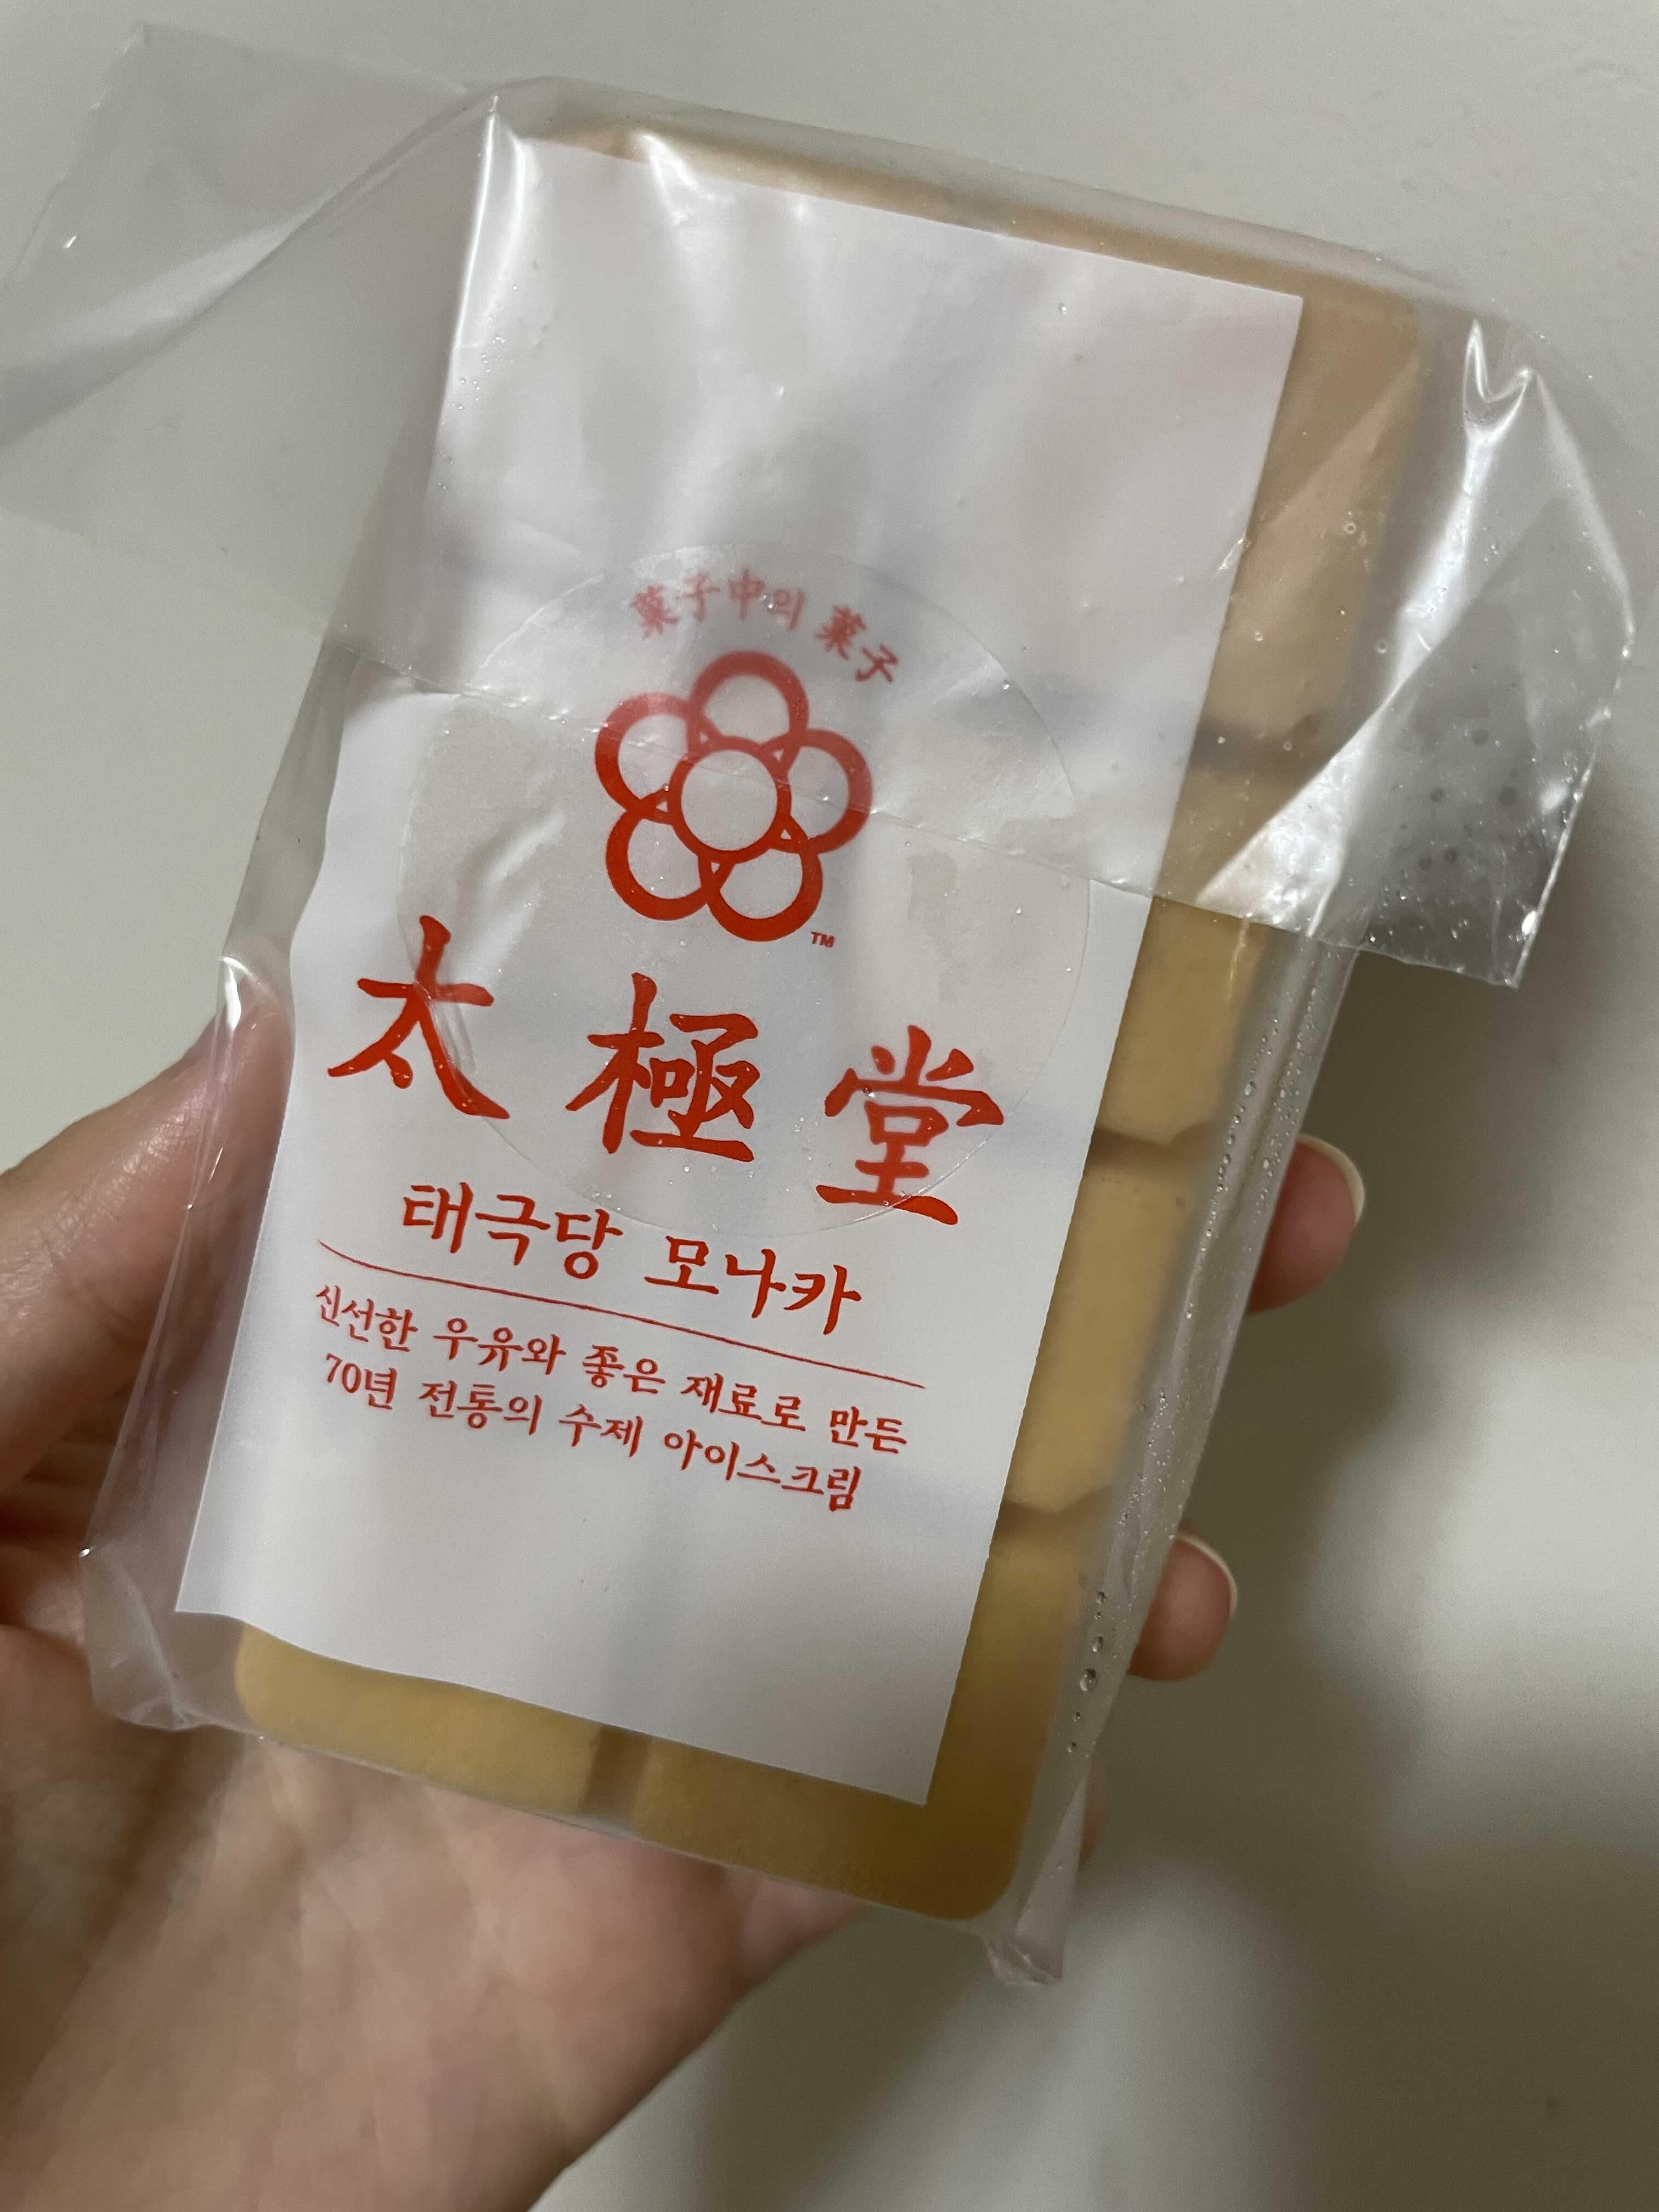 菓子中의 菓子
TM
太極堂
태극당 모나카
신선한 우유와 좋은 재료로 만든
70년 전통의 수제 아이스크림